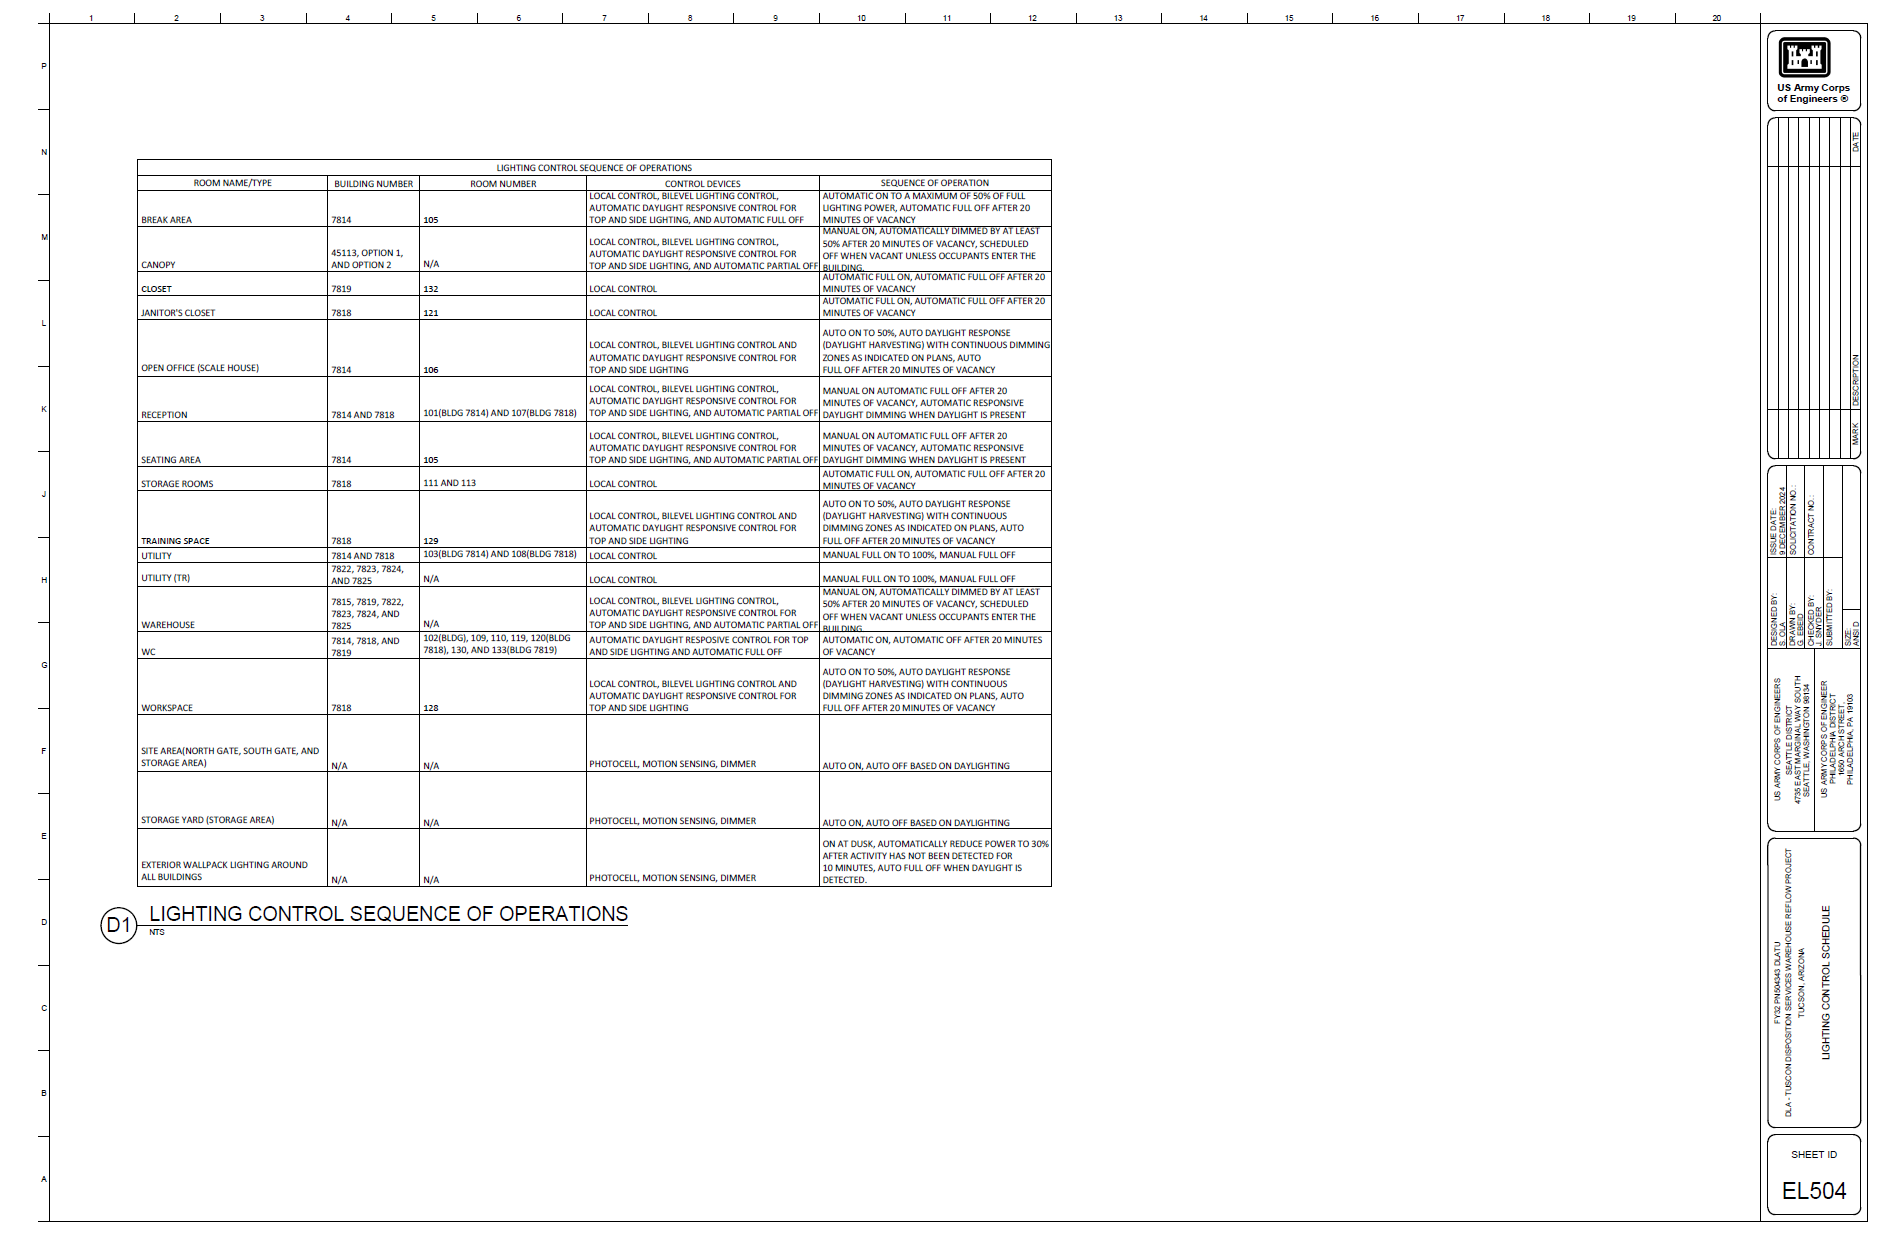 1 2 3 4 5 6 7 8 9 10 11 12 13 14 15 16 17 18 19 20
P
N
M
L
K
J
H
G
F
E
D
C
B
A
LIGHTING CONTROL SEQUENCE OF OPERATIONS
ROOM NAME/TYPE BUILDING NUMBER ROOM NUMBER CONTROL DEVICES SEQUENCE OF OPERATION
BREAK AREA
7814
105
LOCAL CONTROL, BILEVEL LIGHTING CONTROL,
AUTOMATIC DAYLIGHT RESPONSIVE CONTROL FOR
TOP AND SIDE LIGHTING, AND AUTOMATIC FULL OFF
AUTOMATIC ON TO A MAXIMUM OF 50% OF FULL
LIGHTING POWER, AUTOMATIC FULL OFF AFTER 20
MINUTES OF VACANCY
CANOPY
45113, OPTION 1,
AND OPTION 2
N/A
LOCAL CONTROL, BILEVEL LIGHTING CONTROL,
AUTOMATIC DAYLIGHT RESPONSIVE CONTROL FOR
TOP AND SIDE LIGHTING, AND AUTOMATIC PARTIAL OFF
MANUAL ON, AUTOMATICALLY DIMMED BY AT LEAST
50% AFTER 20 MINUTES OF VACANCY, SCHEDULED
OFF WHEN VACANT UNLESS OCCUPANTS ENTER THE
BUILDING.
CLOSET
7819
132
LOCAL CONTROL
AUTOMATIC FULL ON, AUTOMATIC FULL OFF AFTER 20
MINUTES OF VACANCY
JANITOR'S CLOSET
7818
121
LOCAL CONTROL
AUTOMATIC FULL ON, AUTOMATIC FULL OFF AFTER 20
MINUTES OF VACANCY
OPEN OFFICE (SCALE HOUSE)
7814
106
LOCAL CONTROL, BILEVEL LIGHTING CONTROL AND
AUTOMATIC DAYLIGHT RESPONSIVE CONTROL FOR
TOP AND SIDE LIGHTING
AUTO ON TO 50%, AUTO DAYLIGHT RESPONSE
(DAYLIGHT HARVESTING) WITH CONTINUOUS DIMMING
ZONES AS INDICATED ON PLANS, AUTO
FULL OFF AFTER 20 MINUTES OF VACANCY
RECEPTION
7814 AND 7818
101(BLDG 7814) AND 107(BLDG 7818)
LOCAL CONTROL, BILEVEL LIGHTING CONTROL,
AUTOMATIC DAYLIGHT RESPONSIVE CONTROL FOR
TOP AND SIDE LIGHTING, AND AUTOMATIC PARTIAL OFF
MANUAL ON AUTOMATIC FULL OFF AFTER 20
MINUTES OF VACANCY, AUTOMATIC RESPONSIVE
DAYLIGHT DIMMING WHEN DAYLIGHT IS PRESENT
SEATING AREA
7814
105
LOCAL CONTROL, BILEVEL LIGHTING CONTROL,
AUTOMATIC DAYLIGHT RESPONSIVE CONTROL FOR
TOP AND SIDE LIGHTING, AND AUTOMATIC PARTIAL OFF
MANUAL ON AUTOMATIC FULL OFF AFTER 20
MINUTES OF VACANCY, AUTOMATIC RESPONSIVE
DAYLIGHT DIMMING WHEN DAYLIGHT IS PRESENT
STORAGE ROOMS
7818
111 AND 113
LOCAL CONTROL
AUTOMATIC FULL ON, AUTOMATIC FULL OFF AFTER 20
MINUTES OF VACANCY
TRAINING SPACE
7818
129
LOCAL CONTROL, BILEVEL LIGHTING CONTROL AND
AUTOMATIC DAYLIGHT RESPONSIVE CONTROL FOR
TOP AND SIDE LIGHTING
AUTO ON TO 50%, AUTO DAYLIGHT RESPONSE
(DAYLIGHT HARVESTING) WITH CONTINUOUS
DIMMING ZONES AS INDICATED ON PLANS, AUTO
FULL OFF AFTER 20 MINUTES OF VACANCY
UTILITY
7814 AND 7818
103(BLDG 7814) AND 108(BLDG 7818)
LOCAL CONTROL
MANUAL FULL ON TO 100%, MANUAL FULL OFF
UTILITY (TR)
7822, 7823, 7824,
AND 7825
N/A
LOCAL CONTROL
MANUAL FULL ON TO 100%, MANUAL FULL OFF
WAREHOUSE
7815, 7819, 7822,
7823, 7824, AND
7825
N/A
LOCAL CONTROL, BILEVEL LIGHTING CONTROL,
AUTOMATIC DAYLIGHT RESPONSIVE CONTROL FOR
TOP AND SIDE LIGHTING, AND AUTOMATIC PARTIAL OFF
MANUAL ON, AUTOMATICALLY DIMMED BY AT LEAST
50% AFTER 20 MINUTES OF VACANCY, SCHEDULED
OFF WHEN VACANT UNLESS OCCUPANTS ENTER THE
BUILDING
WC
7814, 7818, AND
7819
102(BLDG), 109, 110, 119, 120(BLDG
7818), 130, AND 133(BLDG 7819)
AUTOMATIC DAYLIGHT RESPOSIVE CONTROL FOR TOP
AND SIDE LIGHTING AND AUTOMATIC FULL OFF
AUTOMATIC ON, AUTOMATIC OFF AFTER 20 MINUTES
OF VACANCY
WORKSPACE
7818
128
LOCAL CONTROL, BILEVEL LIGHTING CONTROL AND
AUTOMATIC DAYLIGHT RESPONSIVE CONTROL FOR
TOP AND SIDE LIGHTING
AUTO ON TO 50%, AUTO DAYLIGHT RESPONSE
(DAYLIGHT HARVESTING) WITH CONTINUOUS
DIMMING ZONES AS INDICATED ON PLANS, AUTO
FULL OFF AFTER 20 MINUTES OF VACANCY
SITE AREA(NORTH GATE, SOUTH GATE, AND
STORAGE AREA)
N/A
N/A
PHOTOCELL, MOTION SENSING, DIMMER
AUTO ON, AUTO OFF BASED ON DAYLIGHTING
STORAGE YARD (STORAGE AREA)
N/A
N/A
PHOTOCELL, MOTION SENSING, DIMMER
AUTO ON, AUTO OFF BASED ON DAYLIGHTING
EXTERIOR WALLPACK LIGHTING AROUND
ALL BUILDINGS
N/A
N/A
PHOTOCELL, MOTION SENSING, DIMMER
ON AT DUSK, AUTOMATICALLY REDUCE POWER TO 30%
AFTER ACTIVITY HAS NOT BEEN DETECTED FOR
10 MINUTES, AUTO FULL OFF WHEN DAYLIGHT IS
DETECTED.
D1 LIGHTING CONTROL SEQUENCE OF OPERATIONS
NTS
US Army Corps
of Engineers ®
MARK DESCRIPTION DATE
ISSUE DATE:
9 DECEMBER 2024
SOLICITATION NO.:
CONTRACT NO.:
DESIGNED BY:
S. OLA
DRAWN BY:
G. EBEID
CHECKED BY:
J. SNYDER
SUBMITTED BY:
SIZE:
ANSI D
US ARMY CORPS OF ENGINEERS
SEATTLE DISTRICT
4735 EAST MARGINAL WAY SOUTH
SEATTLE, WASHINGTON 98134
US ARMY CORPS OF ENGINEER
PHILADELPHIA DISTRICT
1650 ARCH STREET,
PHILADELPHIA, PA 19103
FY32 PN504343 DLATU
DLA - TUSCON DISPOSITION SERVICES WAREHOUSE REFLOW PROJECT
TUCSON, ARIZONA
LIGHTING CONTROL SCHEDULE
SHEET ID
EL504